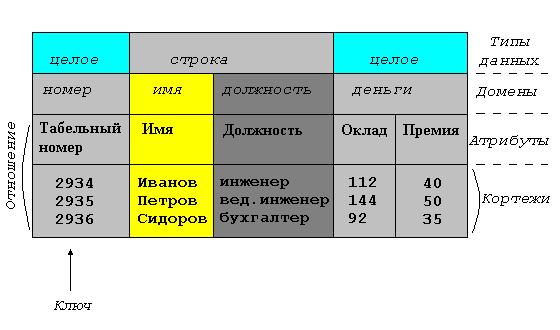 целое строка целое Типы данных
номер имя должность деньги Домены
Табельный номер Имя Должность Оклад Премия Атрибуты
Отношение
2934 Иванов инженер 112 40
2935 Петров вед.инженер 144 50 Кортежи
2936 Сидоров бухгалтер 92 35
Ключ